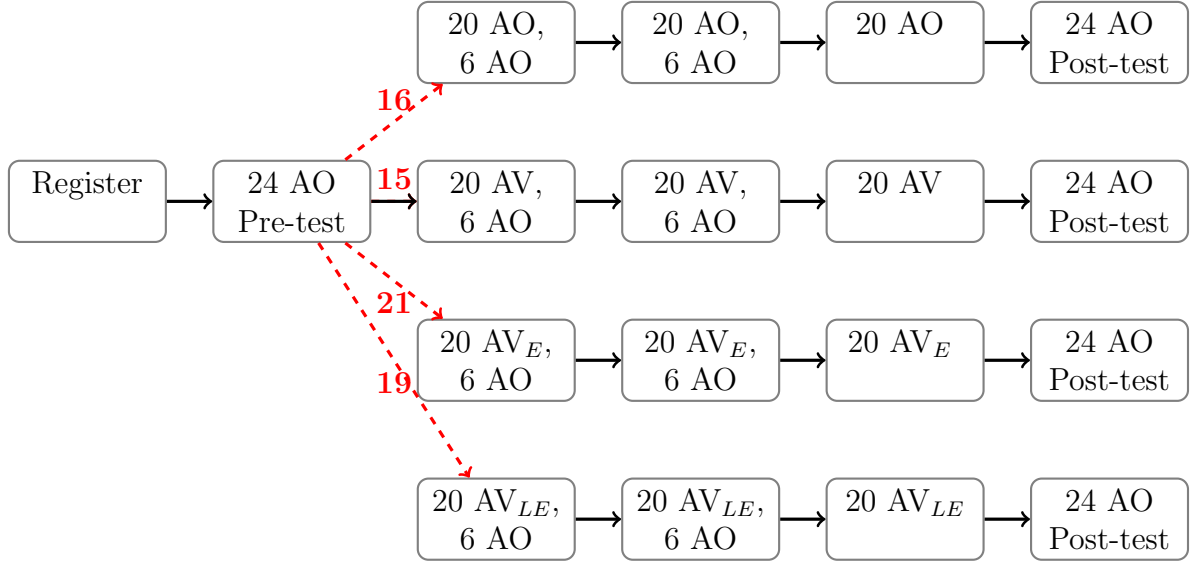 20 AO,
6 AO
20 AO,
6 AO
20 AO
24 AO
Post-test
16
Register
24 AO
Pre-test
15
20 AV,
6 AO
20 AV,
6 AO
20 AV
24 AO
Post-test
21
20 AV_E,
6 AO
20 AV_E,
6 AO
20 AV_E
24 AO
Post-test
19
20 AV_LE,
6 AO
20 AV_LE,
6 AO
20 AV_LE
24 AO
Post-test